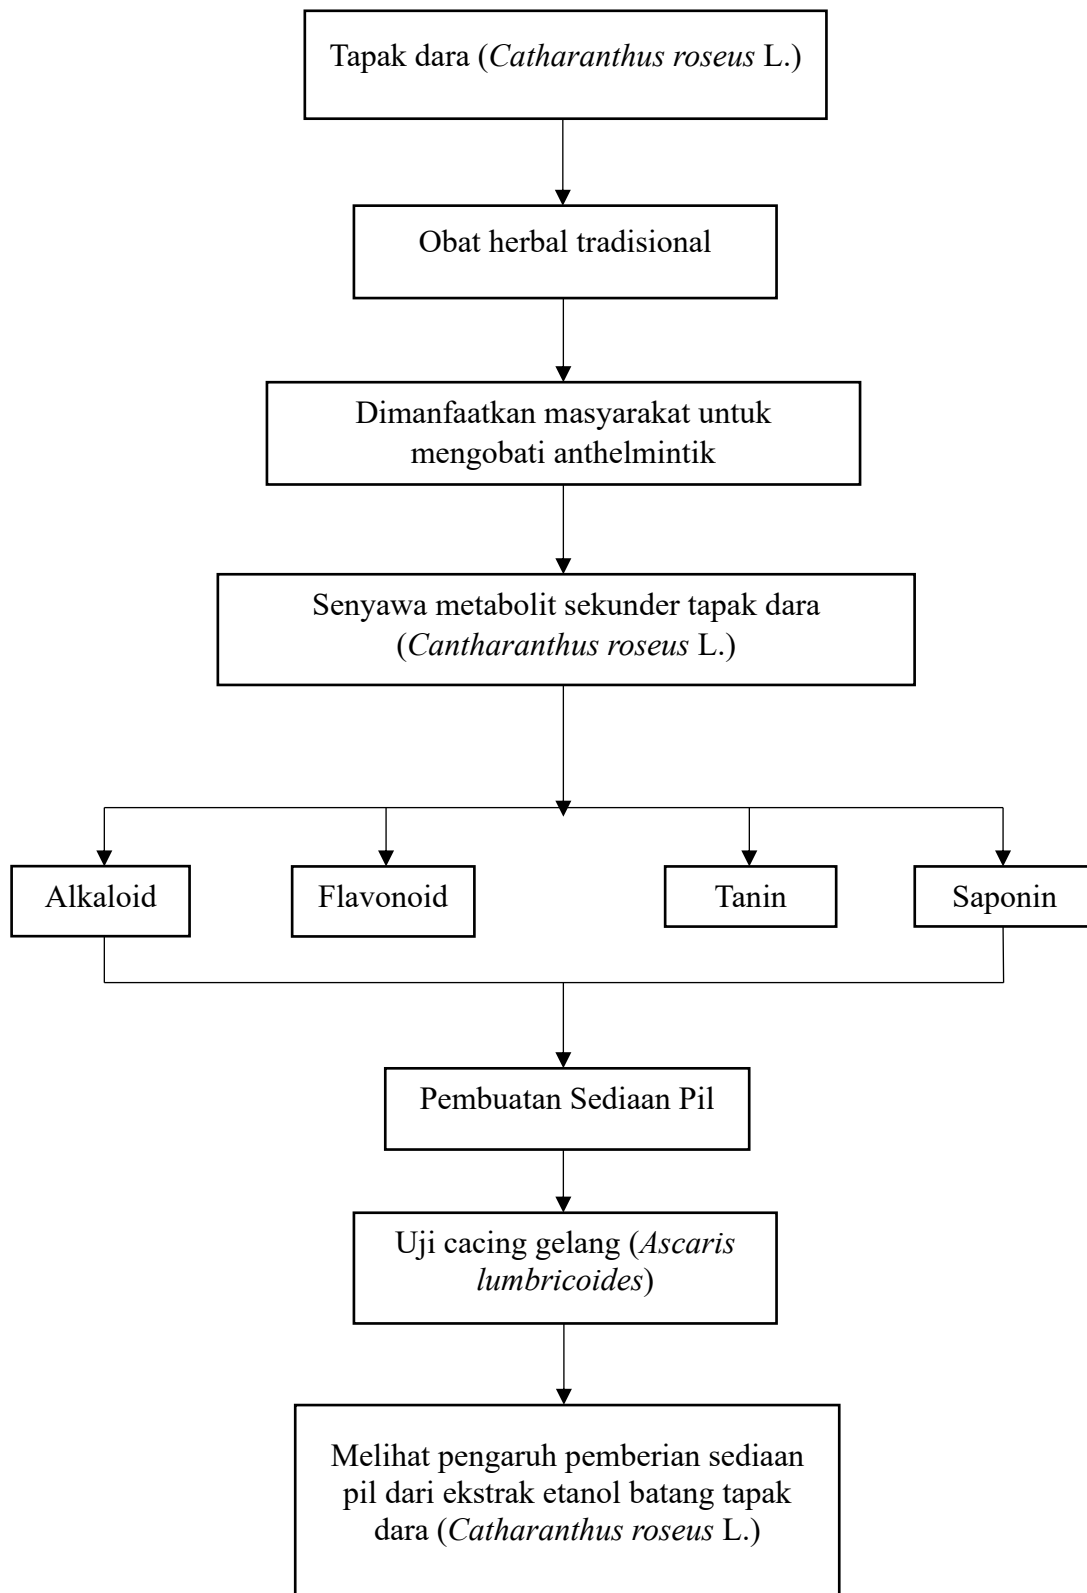 Tapak dara (Catharanthus roseus L.)
Obat herbal tradisional
Dimanfaatkan masyarakat untuk
mengobati anthelmintik
Senyawa metabolit sekunder tapak dara
(Cantharanthus roseus L.)
Alkaloid
Flavonoid
Tanin
Saponin
Pembuatan Sediaan Pil
Uji cacing gelang (Ascaris
lumbricoides)
Melihat pengaruh pemberian sediaan
pil dari ekstrak etanol batang tapak
dara (Catharanthus roseus L.)